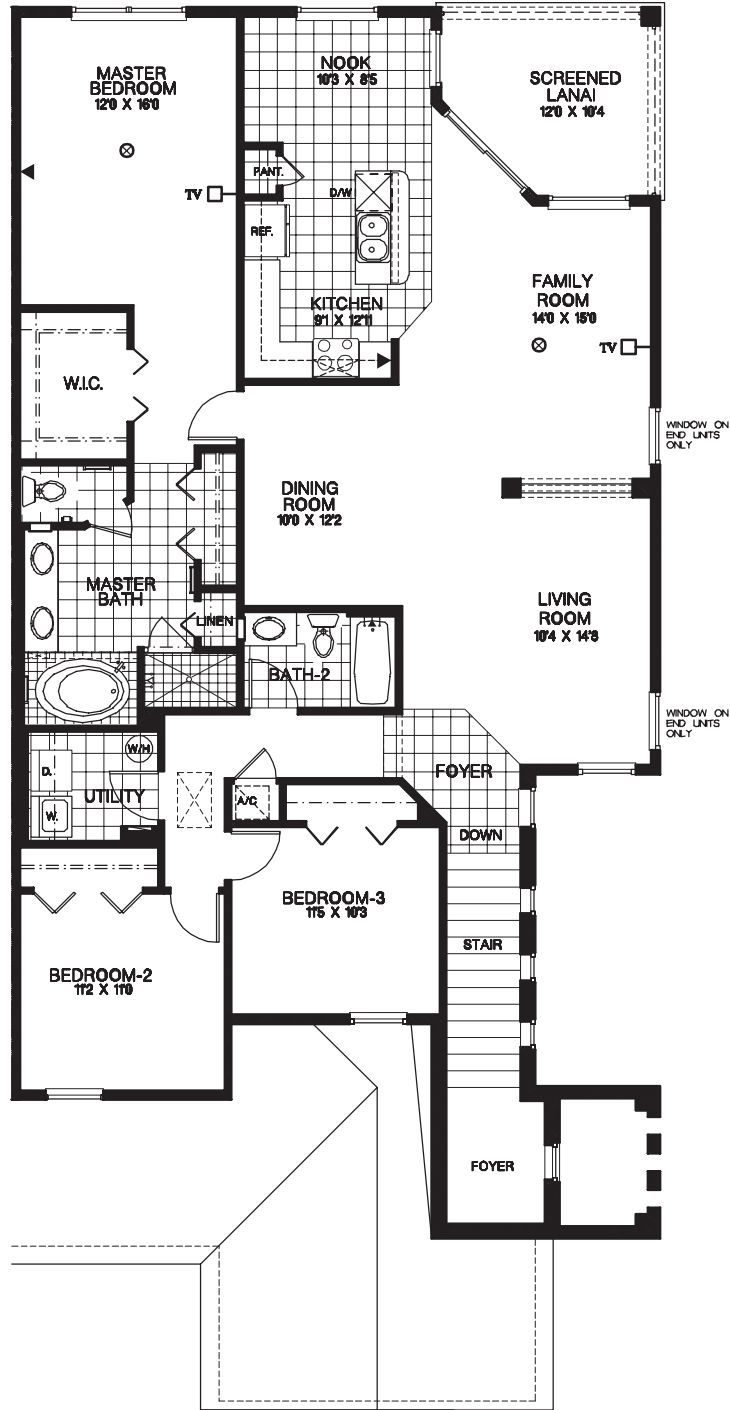 NOOK
10'3 X 8'5
MASTER
BEDROOM
12'0 X 16'0
SCREENED
LANAI
12'0 X 10'4
PANT.
D/W
TV
REF.
FAMILY
ROOM
14'0 X 15'0
KITCHEN
9'1 X 12'11
TV
W.I.C.
WINDOW ON
END UNITS
ONLY
DINING
ROOM
10'0 X 12'2
MASTER
BATH
LINEN
LIVING
ROOM
10'4 X 14'8
BATH-2
WINDOW ON
END UNITS
ONLY
W/H
D.
FOYER
UTILITY
A/C
W.
DOWN
BEDROOM-3
11'5 X 10'3
STAIR
BEDROOM-2
11'2 X 11'0
FOYER